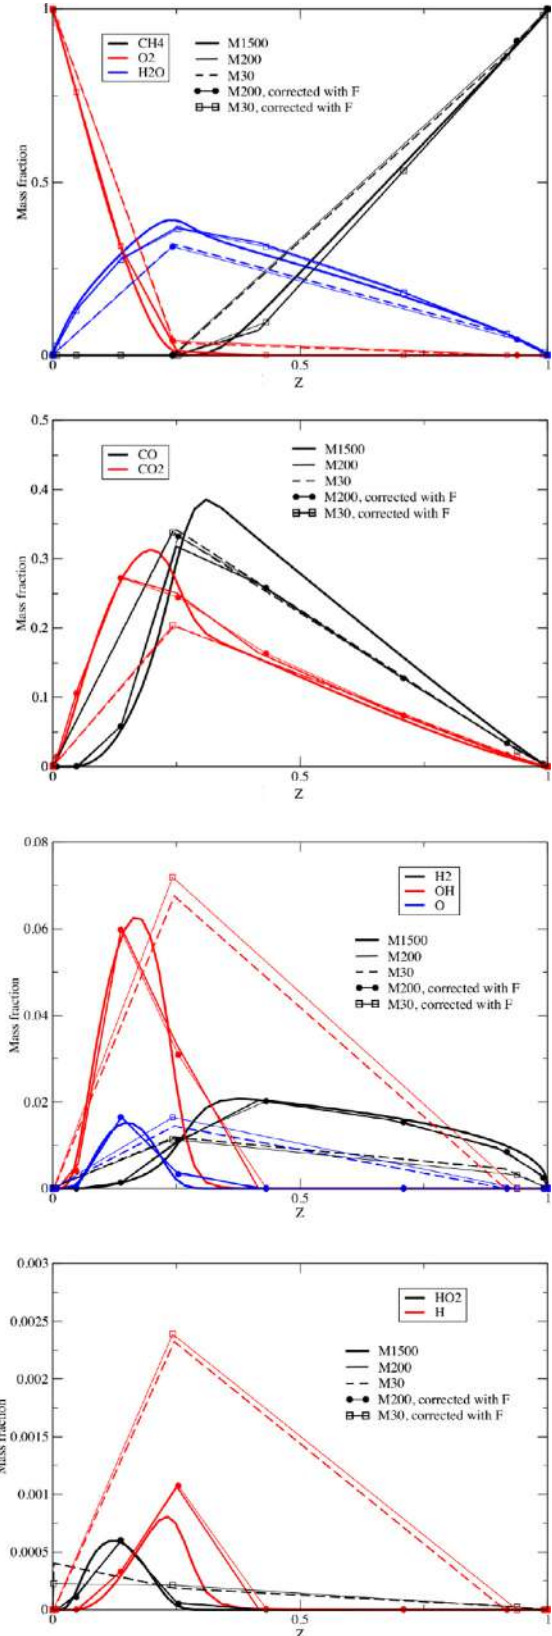 1
CH4
O2
H2O
M1500
M200
M30
M200, corrected with F
M30, corrected with F
Mass fraction
0.5
0
0
0.5
1
Z
0.5
CO
CO2
M1500
M200
M30
M200, corrected with F
M30, corrected with F
0.4
0.3
Mass fraction
0.2
0.1
0
0
0.5
1
Z
0.08
H2
OH
O
M1500
M200
M30
M200, corrected with F
M30, corrected with F
0.06
Mass fraction
0.04
0.02
0
0
0.5
1
Z
0.003
HO2
H
M1500
M200
M30
M200, corrected with F
M30, corrected with F
0.0025
0.002
Mass fraction
0.0015
0.001
0.0005
0
0
0.5
1
Z